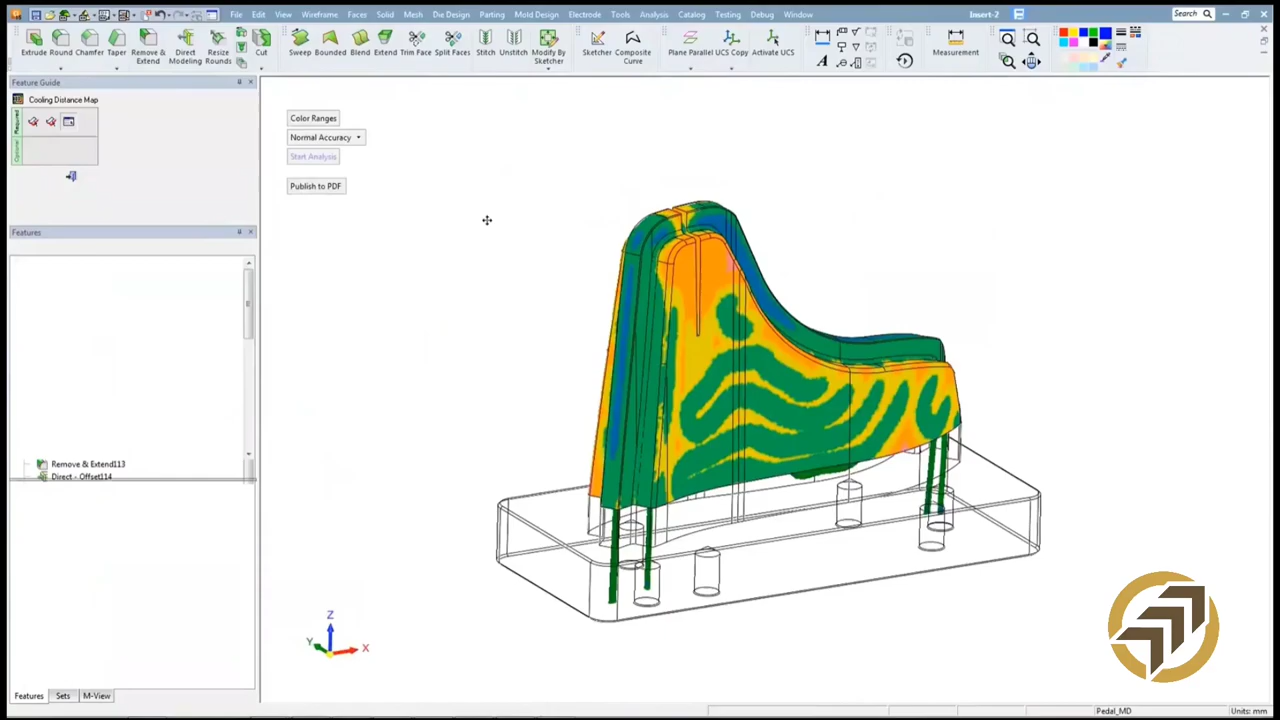 File Edit View Wireframe Faces Solid Mesh Die Design Parting Mold Design Electrode Tools Analysis Catalog Testing Debug Window Insert-7 Search
Extrude Round Chamfer Taper Remove & Extend Direct Modeling Resize Rounds Cut Sweep Bounded Blend Extend Trim Face Split Faces Stitch Unstitch Modify By Sketcher Sketcher Composite Curve Plane Parallel UCS Copy Activate UCS Measurement
Feature Guide
Cooling Distance Map
Required
Optional
Color Ranges
Normal Accuracy
Start Analysis
Publish to PDF
Features
Remove & Extend113
Direct - Offset114
Z
Y
X
Features Sets M-View
Pedal_MD Units: mm